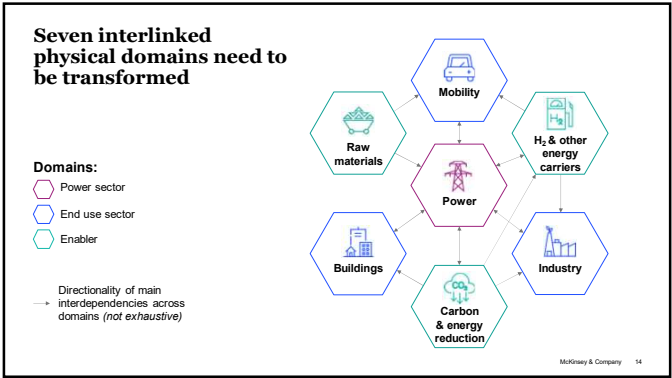 Seven interlinked
physical domains need to
be transformed
Domains:
Power sector
End use sector
Enabler
Directionality of main
interdependencies across
domains (not exhaustive)
Mobility
Raw
materials
H₂
H₂ & other
energy
carriers
Power
Buildings
Industry
CO₂
Carbon
& energy
reduction
McKinsey & Company 14